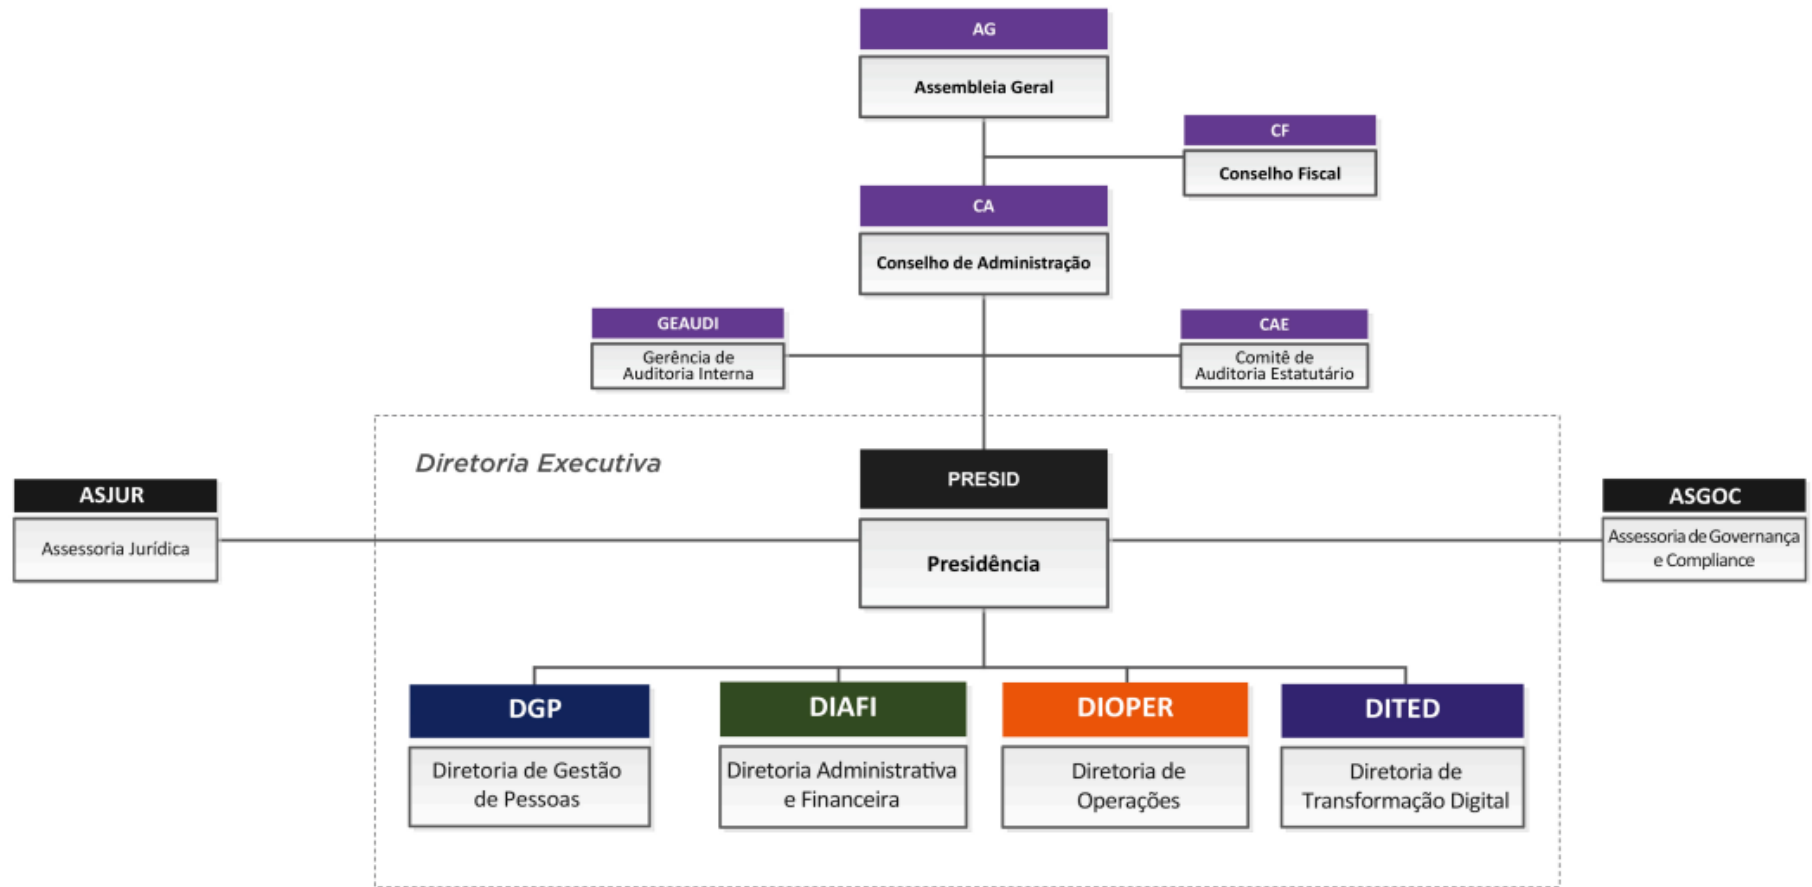 AG
Assembleia Geral
CF
Conselho Fiscal
CA
Conselho de Administração
GEAUDI
Gerência de
Auditoria Interna
CAE
Comitê de
Auditoria Estatutário
Diretoria Executiva
ASJUR
Assessoria Jurídica
PRESID
Presidência
ASGOC
Assessoria de Governança
e Compliance
DGP
Diretoria de Gestão
de Pessoas
DIAFI
Diretoria Administrativa
e Financeira
DIOPER
Diretoria de
Operações
DITED
Diretoria de
Transformação Digital